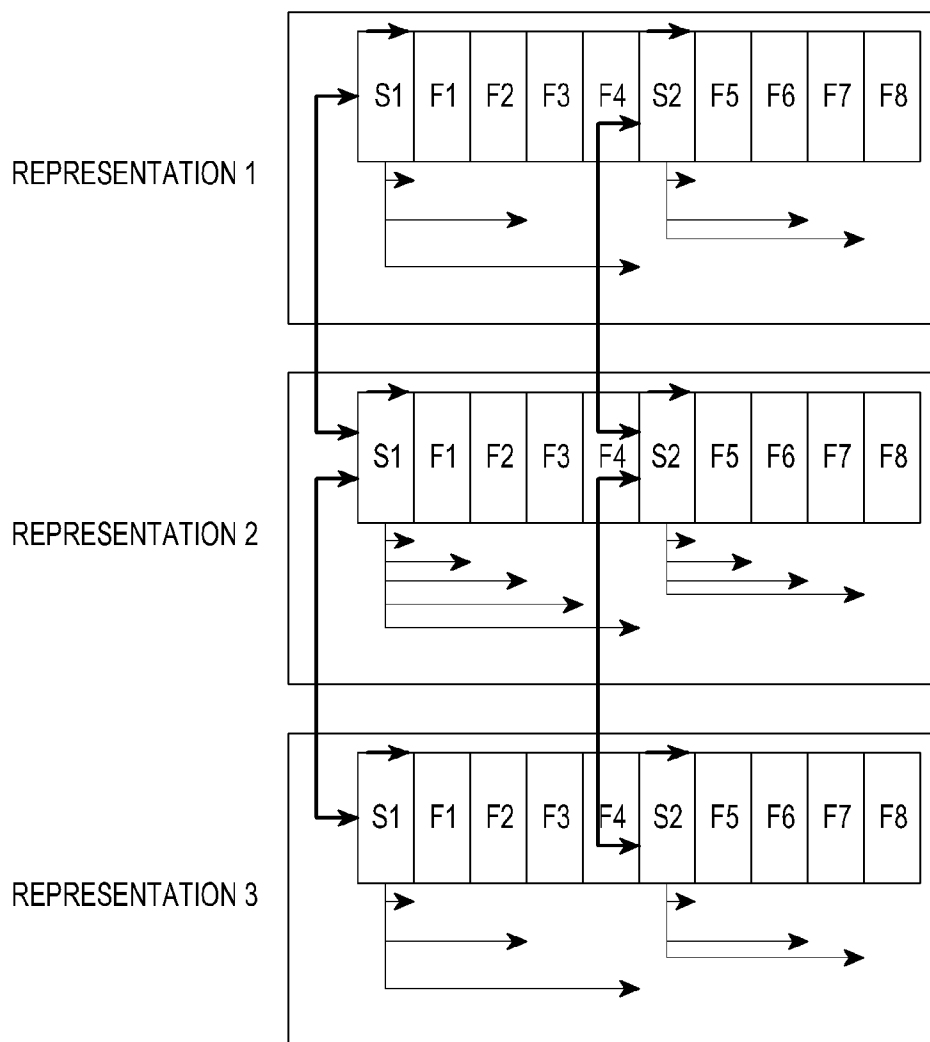 S1 F1 F2 F3 F4 S2 F5 F6 F7 F8
REPRESENTATION 1
S1 F1 F2 F3 F4 S2 F5 F6 F7 F8
REPRESENTATION 2
S1 F1 F2 F3 F4 S2 F5 F6 F7 F8
REPRESENTATION 3